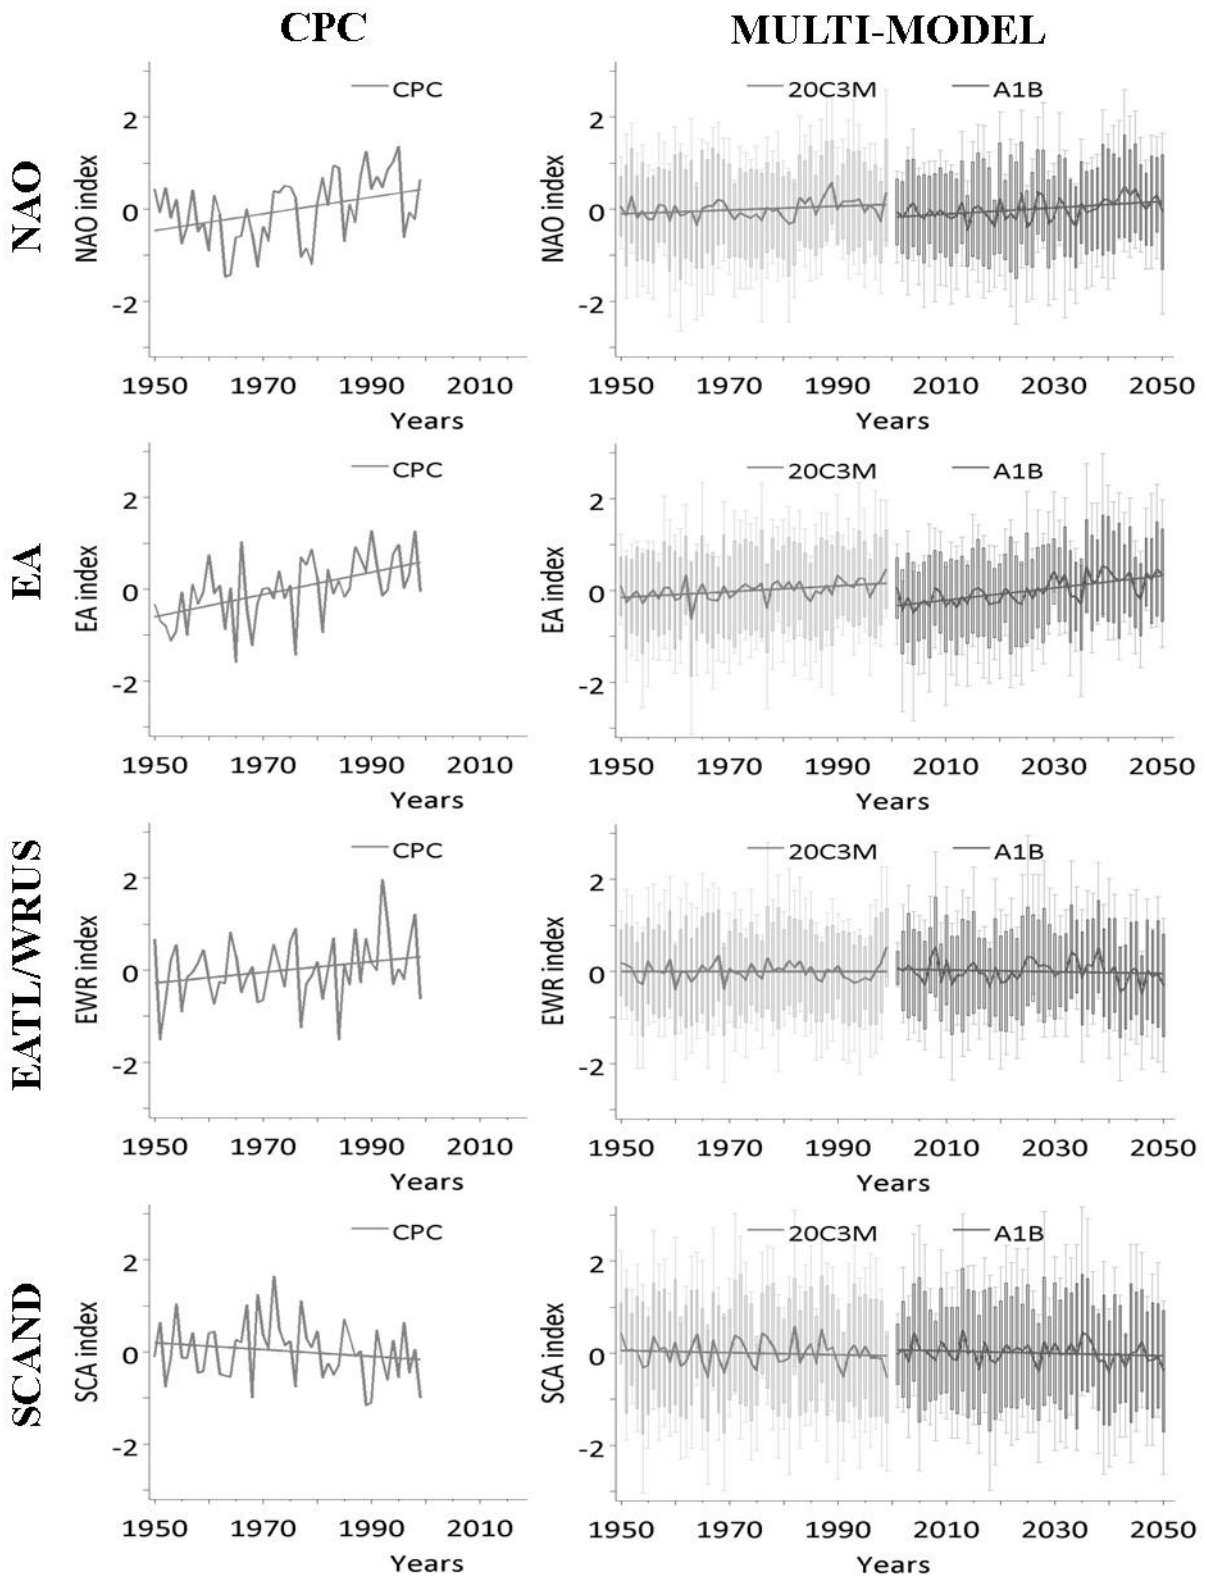 CPC MULTI-MODEL
NAO
NAO index
CPC
2
0
-2
1950 1970 1990 2010
Years
NAO index
20C3M A1B
2
0
-2
1950 1970 1990 2010 2030 2050
Years
EA
EA index
CPC
2
0
-2
1950 1970 1990 2010
Years
EA index
20C3M A1B
2
0
-2
1950 1970 1990 2010 2030 2050
Years
EATL/WRUS
EWR index
CPC
2
0
-2
1950 1970 1990 2010
Years
EWR index
20C3M A1B
2
0
-2
1950 1970 1990 2010 2030 2050
Years
SCAND
SCA index
CPC
2
0
-2
1950 1970 1990 2010
Years
SCA index
20C3M A1B
2
0
-2
1950 1970 1990 2010 2030 2050
Years